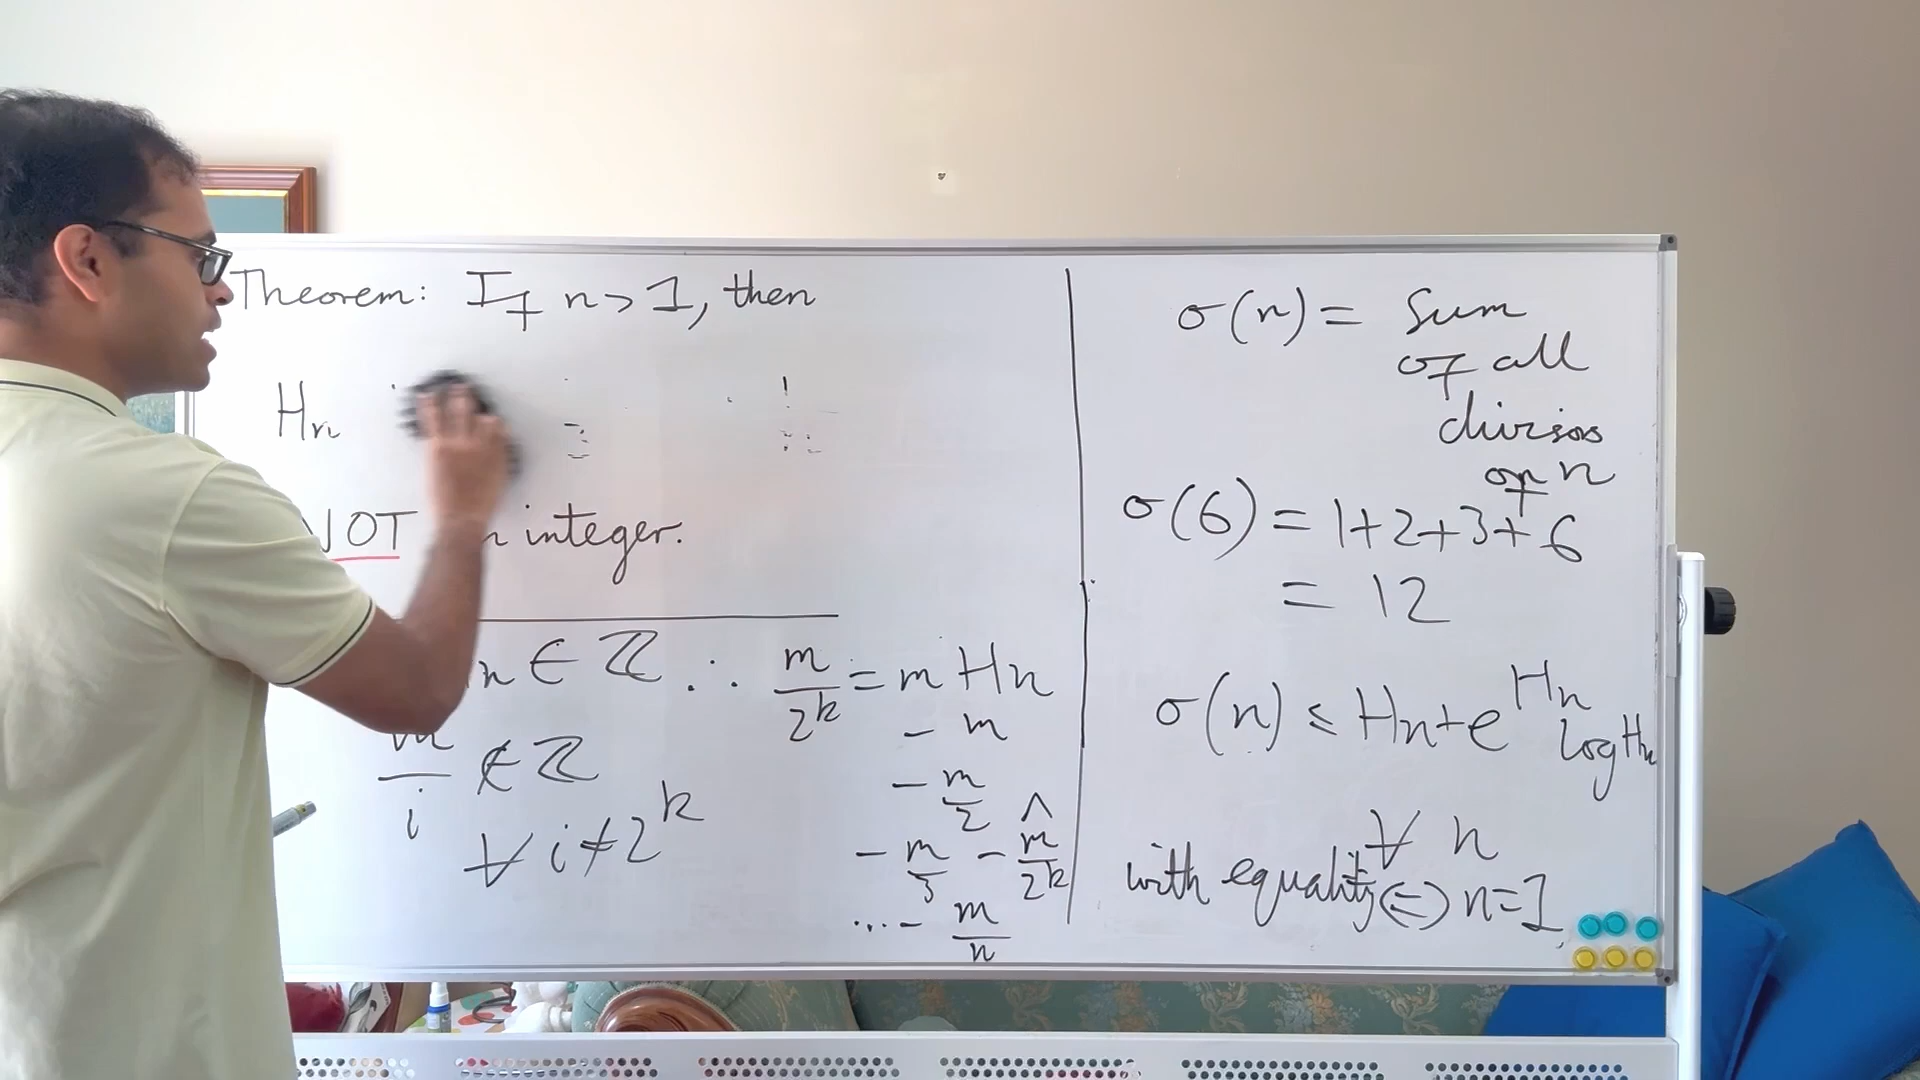 Theorem: If n > 1, then
Hn
NOT integer.
n ∈ ℤ ∴ m/2^k = m Hn
- m
m/i ∉ ℤ
- m/2
∀ i ≠ 2^k
- m/3 - m̂/2^k
... - m/n
σ(n) = Sum
of all
divisors
of n
σ(6) = 1+2+3+6
= 12
σ(n) ≤ Hn + e^Hn log Hn
∀ n
with equality ⇔ n=1